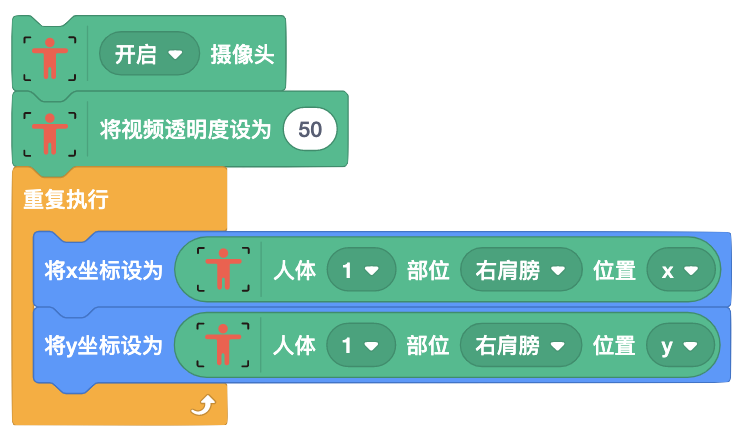 开启 摄像头
将视频透明度设为 50
重复执行
将x坐标设为 人体 1 部位 右肩膀 位置 x
将y坐标设为 人体 1 部位 右肩膀 位置 y